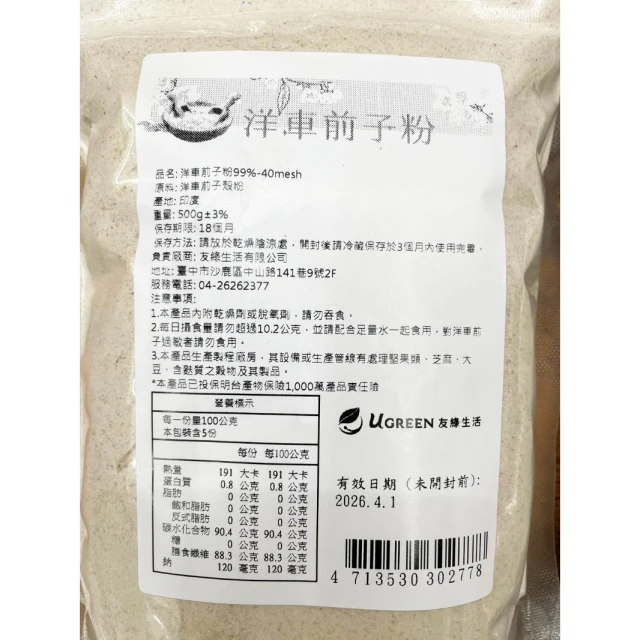 洋車前子粉
品名: 洋車前子粉99%-40mesh
原料: 洋車前子殼粉
產地: 印度
重量: 500g±3%
保存期限: 18個月
保存方法: 請放於乾燥陰涼處，開封後請冷藏保存於3個月內使用完畢。
負責廠商: 友緣生活有限公司
地址: 臺中市沙鹿區中山路141巷9號2F
服務電話: 04-26262377
注意事項:
1.本產品內附乾燥劑或脫氧劑，請勿吞食。
2.每日攝食量請勿超過10.2公克，並請配合足量水一起食用。對洋車前
子過敏者請勿食用。
3.本產品生產製程廠房，其設備或生產管線有處理堅果類、芝麻、大
豆、含麩質之穀物及其製品。
*本產品已投保明台產物保險1,000萬產品責任險
營養標示
每一份量100公克
本包裝含5份
每份 每100公克
熱量 191 大卡 191 大卡
蛋白質 0.8 公克 0.8 公克
脂肪 0 公克 0 公克
飽和脂肪 0 公克 0 公克
反式脂肪 0 公克 0 公克
碳水化合物 90.4 公克 90.4 公克
糖 0 公克 0 公克
膳食纖維 88.3 公克 88.3 公克
鈉 120 毫克 120 毫克
UGREEN 友緣生活
有效日期 (未開封前):
2026.4.1
4 713530 302778